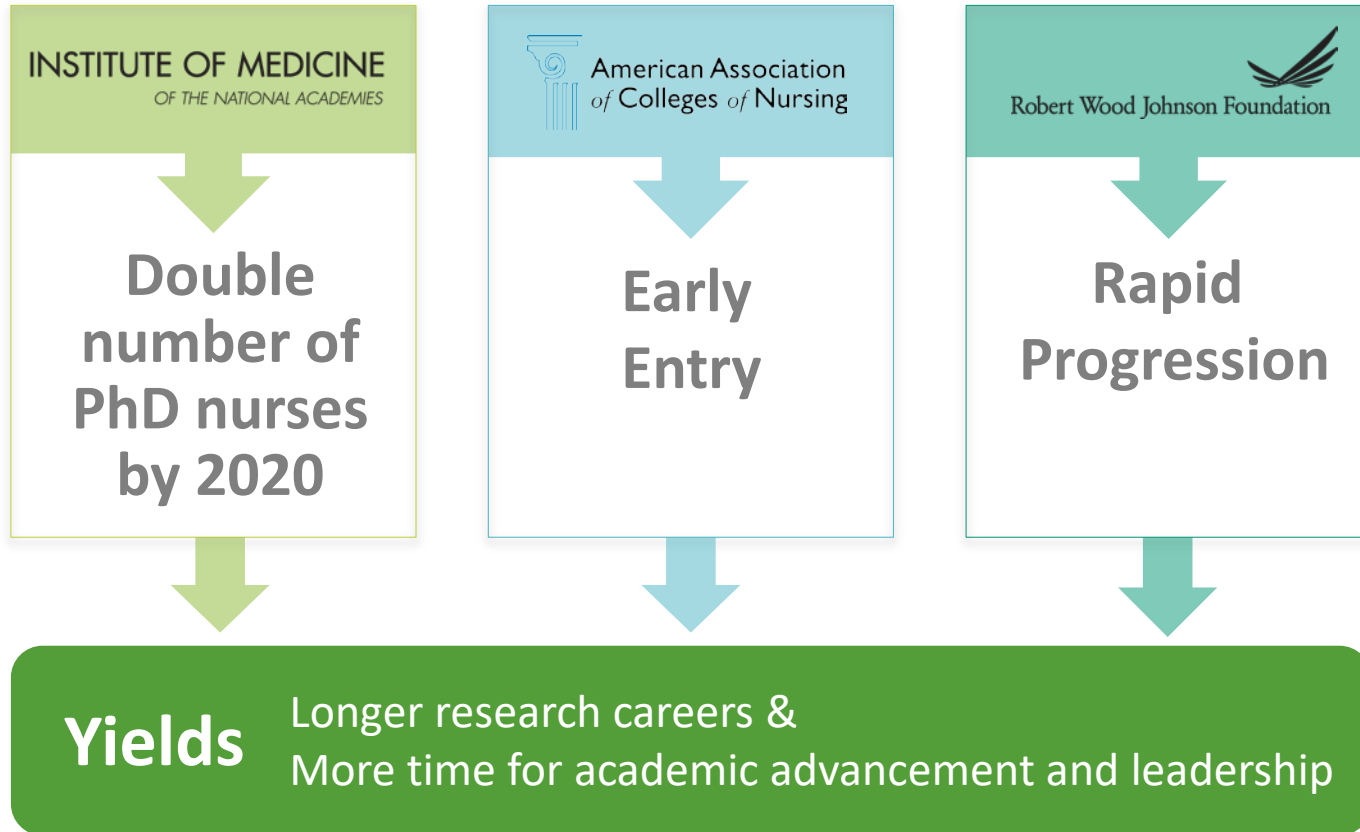 INSTITUTE OF MEDICINE
OF THE NATIONAL ACADEMIES
Double
number of
PhD nurses
by 2020
American Association
of Colleges of Nursing
Early
Entry
Robert Wood Johnson Foundation
Rapid
Progression
Yields
Longer research careers &
More time for academic advancement and leadership